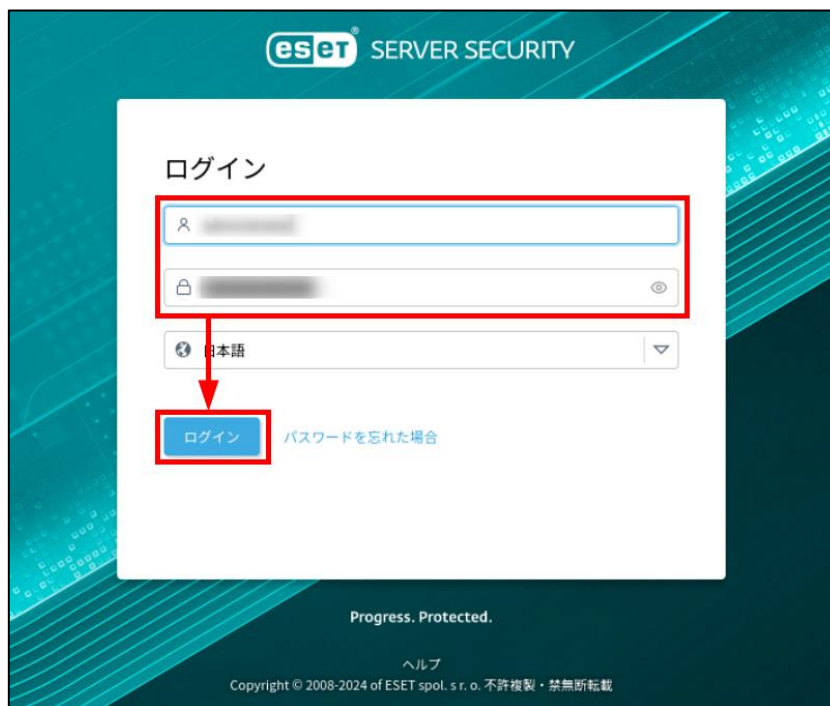 eset® SERVER SECURITY
ログイン
日本語
ログイン
パスワードを忘れた場合
Progress. Protected.
ヘルプ
Copyright © 2008-2024 of ESET spol. s r. o. 不許複製・禁無断転載